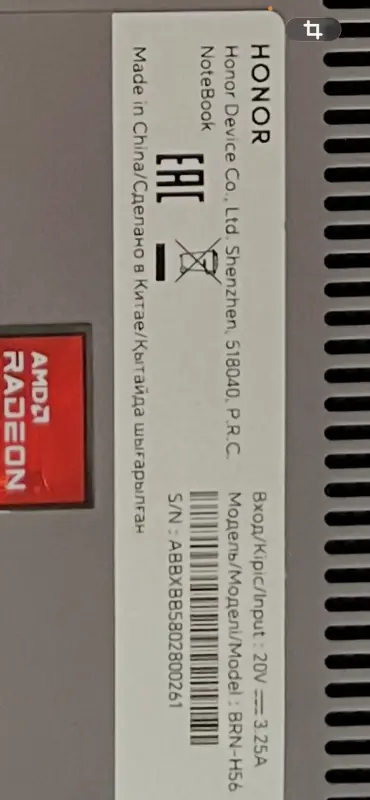 HONOR
Honor Device Co., Ltd. Shenzhen, 518040, P.R.C.
NoteBook
EAC
Made in China/Сделано в Китае/Қытайда шығарылған
Вход/Кіріс/Input : 20V ⎓ 3.25A
Модель/Моделі/Model : BRN-H56
S/N : ABBXBB5802800261
AMD
RADEON